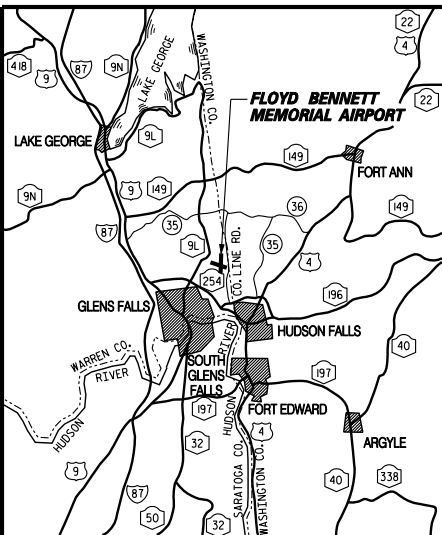 22
4
418
9
87
9N
LAKE GEORGE
WASHINGTON CO.
FLOYD BENNETT
MEMORIAL AIRPORT
22
LAKE GEORGE
9L
149
FORT ANN
9N
9
149
35
36
149
87
9L
CO. LINE RD.
35
4
254
196
GLENS FALLS
RIVER
HUDSON FALLS
40
WARREN CO.
RIVER
SOUTH
GLENS
FALLS
197
HUDSON
197
HUDSON
FORT EDWARD
32
4
ARGYLE
9
SARATOGA CO.
WASHINGTON CO.
87
40
338
50
32